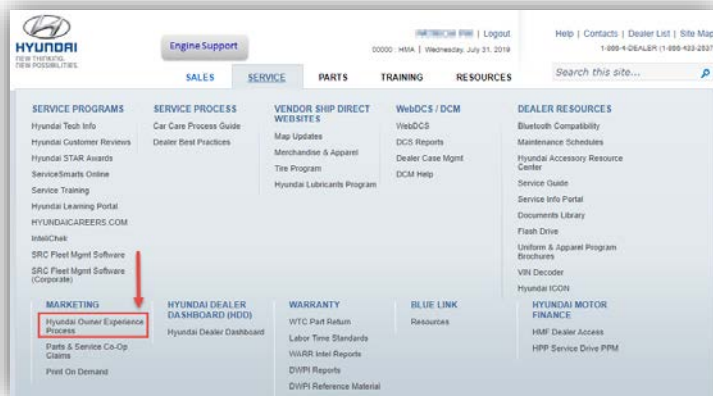 HYUNDAI
NEW THINKING.
NEW POSSIBILITIES.
Engine Support
| Logout
00000 : HMA | Wednesday, July 31, 2019
Help | Contacts | Dealer List | Site Map
1-866-4-DEALER (1-866-433-2537
SALES SERVICE PARTS TRAINING RESOURCES
Search this site...
SERVICE PROGRAMS
Hyundai Tech Info
Hyundai Customer Reviews
Hyundai STAR Awards
ServiceSmarts Online
Service Training
Hyundai Learning Portal
HYUNDAICAREERS.COM
InteliChek
SRC Fleet Mgmt Software
SRC Fleet Mgmt Software
(Corporate)
SERVICE PROCESS
Car Care Process Guide
Dealer Best Practices
VENDOR SHIP DIRECT
WEBSITES
Map Updates
Merchandise & Apparel
Tire Program
Hyundai Lubricants Program
WebDCS / DCM
WebDCS
DCS Reports
Dealer Case Mgmt
DCM Help
DEALER RESOURCES
Bluetooth Compatibility
Maintenance Schedules
Hyundai Accessory Resource
Center
Service Guide
Service Info Portal
Documents Library
Flash Drive
Uniform & Apparel Program
Brochures
VIN Decoder
Hyundai ICON
MARKETING
Hyundai Owner Experience
Process
Parts & Service Co-Op
Claims
Print On Demand
HYUNDAI DEALER
DASHBOARD (HDD)
Hyundai Dealer Dashboard
WARRANTY
WTC Part Return
Labor Time Standards
WARR Intel Reports
DWPI Reports
DWPI Reference Material
BLUE LINK
Resources
HYUNDAI MOTOR
FINANCE
HMF Dealer Access
HPP Service Drive PPM